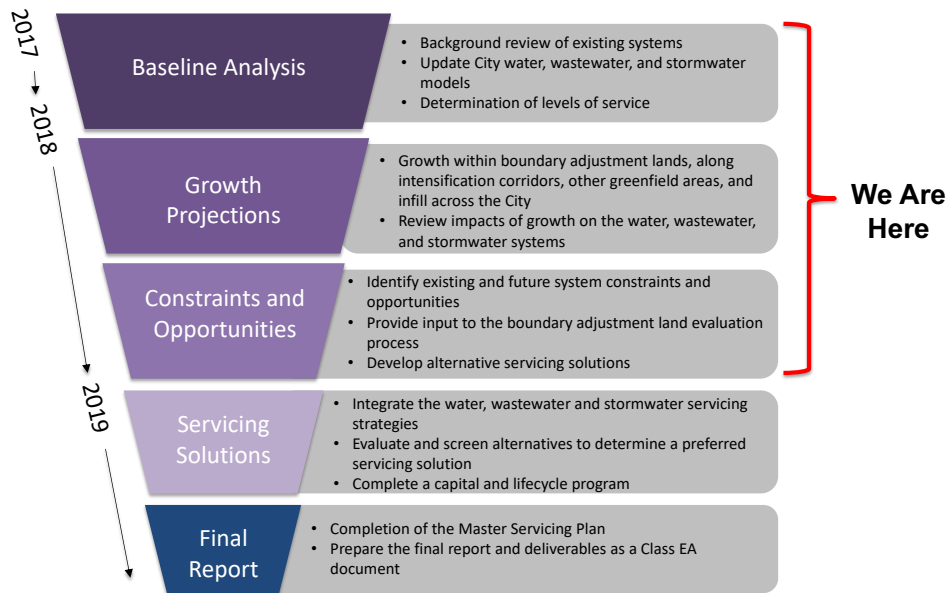 2017
2018
2019
Baseline Analysis
• Background review of existing systems
• Update City water, wastewater, and stormwater
models
• Determination of levels of service
Growth
Projections
• Growth within boundary adjustment lands, along
intensification corridors, other greenfield areas, and
infill across the City
• Review impacts of growth on the water, wastewater,
and stormwater systems
Constraints and
Opportunities
• Identify existing and future system constraints and
opportunities
• Provide input to the boundary adjustment land evaluation
process
• Develop alternative servicing solutions
We Are
Here
Servicing
Solutions
• Integrate the water, wastewater and stormwater servicing
strategies
• Evaluate and screen alternatives to determine a preferred
servicing solution
• Complete a capital and lifecycle program
Final
Report
• Completion of the Master Servicing Plan
• Prepare the final report and deliverables as a Class EA
document